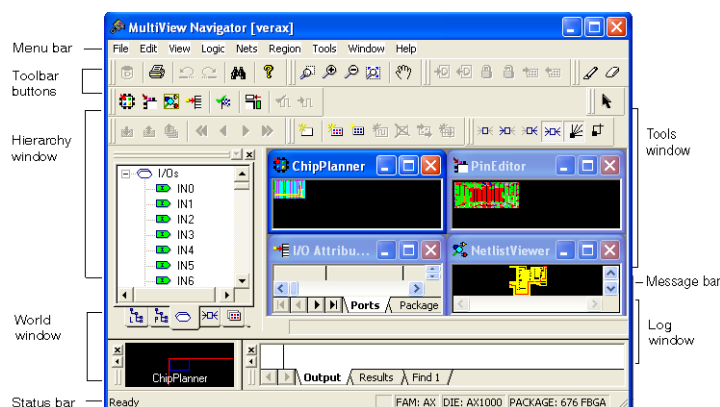 MultiView Navigator [verax]
Menu bar
File Edit View Logic Nets Region Tools Window Help
Toolbar
buttons
Hierarchy
window
Tools
window
I/Os
IN0
IN1
IN2
IN3
IN4
IN5
IN6
ChipPlanner
PinEditor
I/O Attribu...
NetlistViewer
Ports
Package
Message bar
World
window
Log
window
ChipPlanner
Output
Results
Find 1
Status bar
Ready
FAM: AX DIE: AX1000 PACKAGE: 676 FBGA